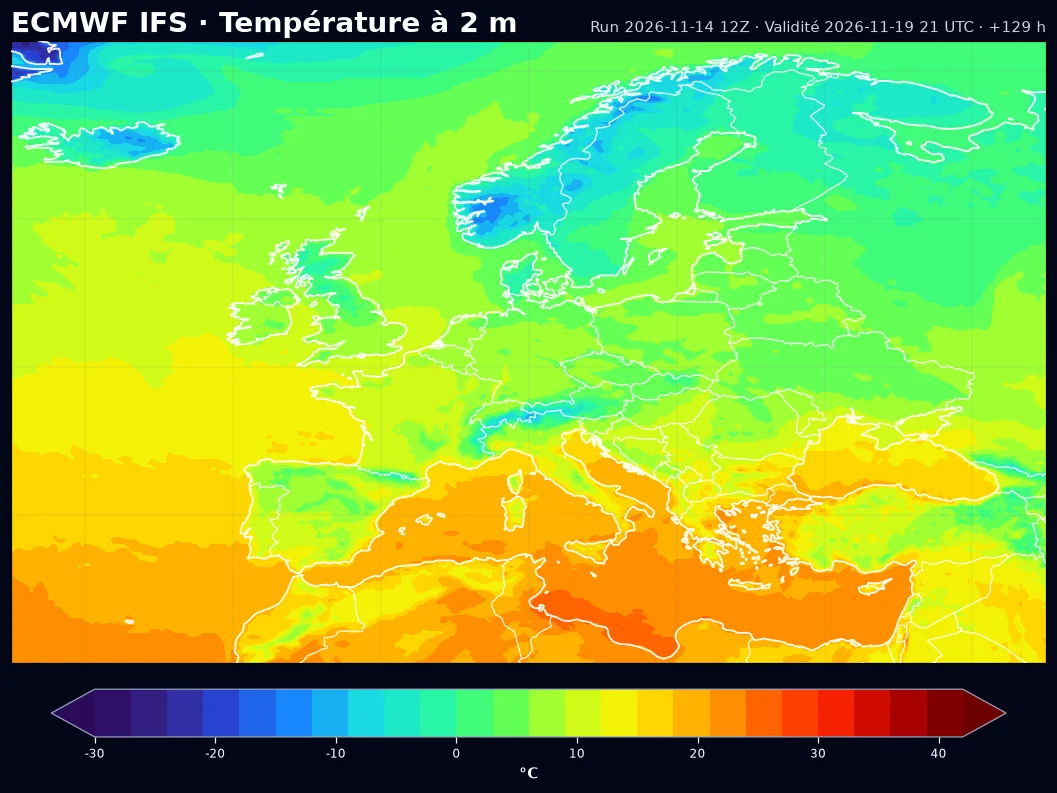 ECMWF IFS · Température à 2 m
Run 2026-11-14 12Z · Validité 2026-11-19 21 UTC · +129 h
-30 -20 -10 0 10 20 30 40
°C